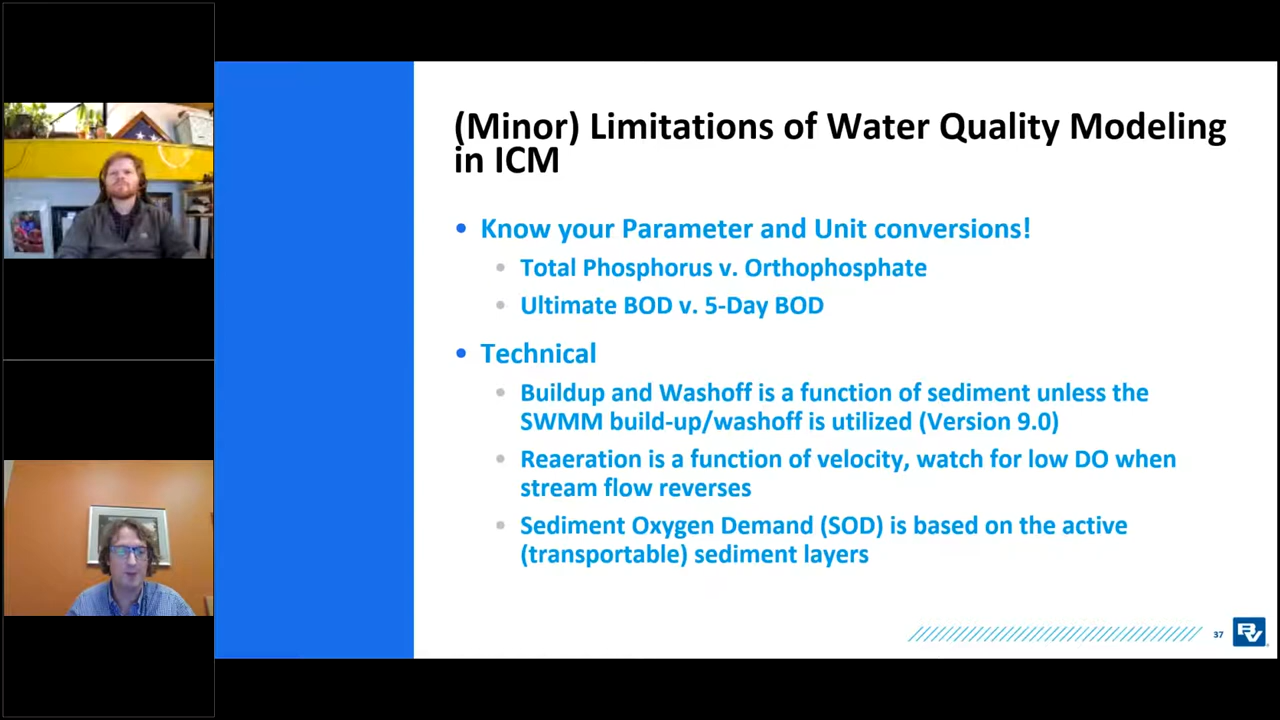 (Minor) Limitations of Water Quality Modeling
in ICM
• Know your Parameter and Unit conversions!
• Total Phosphorus v. Orthophosphate
• Ultimate BOD v. 5-Day BOD
• Technical
• Buildup and Washoff is a function of sediment unless the
SWMM build-up/washoff is utilized (Version 9.0)
• Reaeration is a function of velocity, watch for low DO when
stream flow reverses
• Sediment Oxygen Demand (SOD) is based on the active
(transportable) sediment layers
37
BV